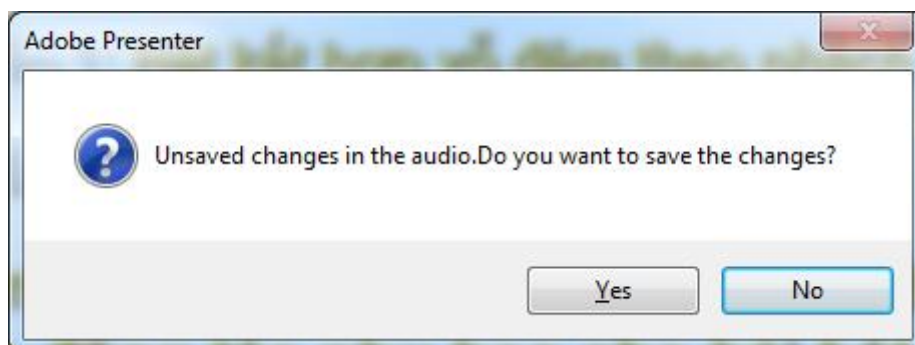 Adobe Presenter
Unsaved changes in the audio.Do you want to save the changes?
Yes
No